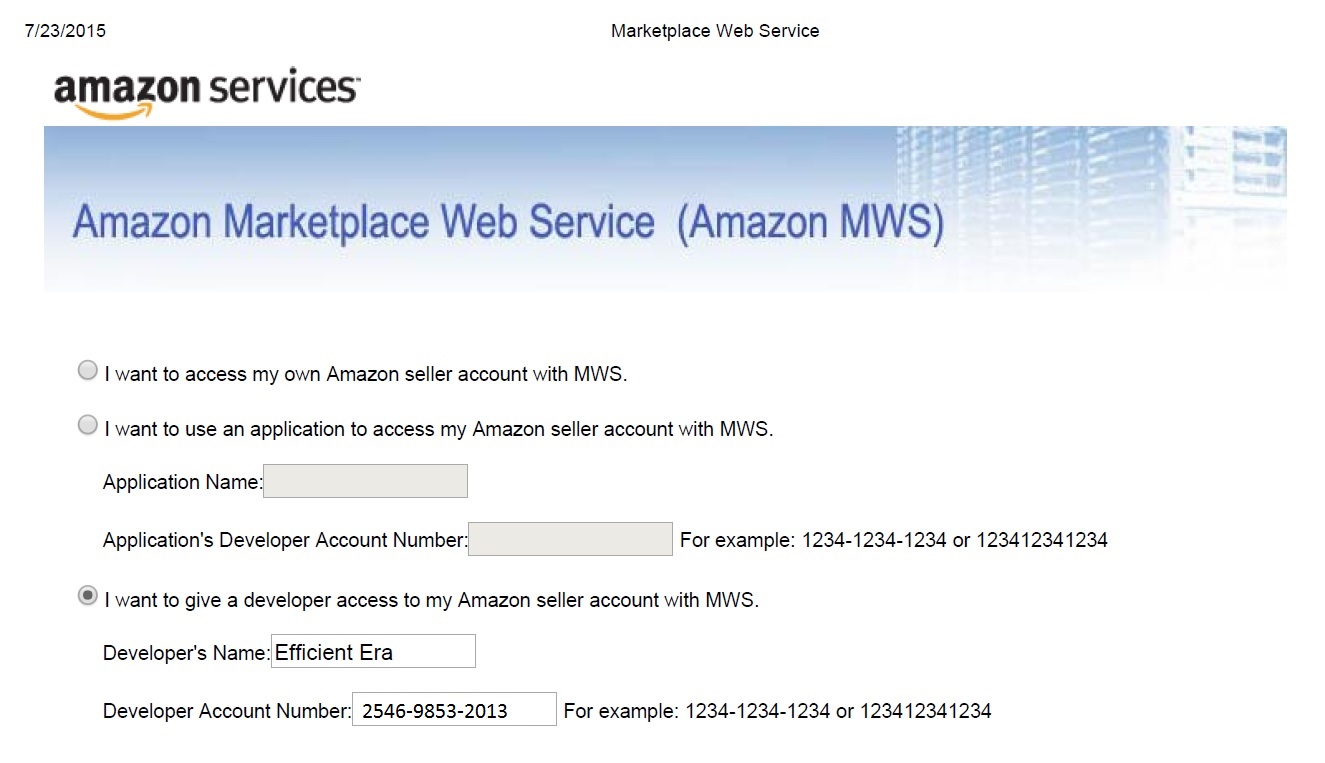 7/23/2015 Marketplace Web Service
amazon services™
Amazon Marketplace Web Service (Amazon MWS)
I want to access my own Amazon seller account with MWS.
I want to use an application to access my Amazon seller account with MWS.
Application Name:
Application's Developer Account Number: For example: 1234-1234-1234 or 123412341234
I want to give a developer access to my Amazon seller account with MWS.
Developer's Name: Efficient Era
Developer Account Number: 2546-9853-2013 For example: 1234-1234-1234 or 123412341234